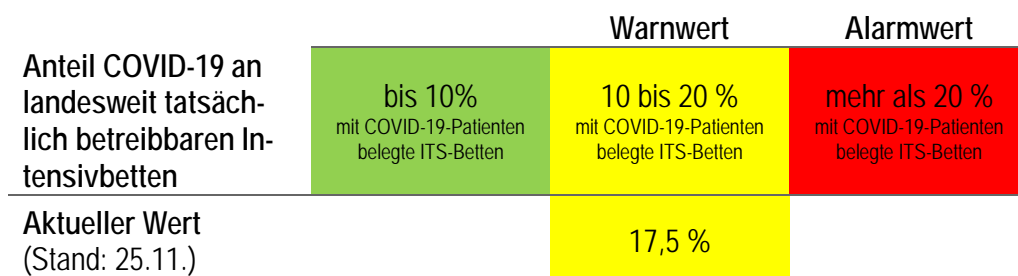 Warnwert Alarmwert
Anteil COVID-19 an
landesweit tatsäch-
lich betreibbaren In-
tensivbetten
bis 10%
mit COVID-19-Patienten
belegte ITS-Betten
10 bis 20 %
mit COVID-19-Patienten
belegte ITS-Betten
mehr als 20 %
mit COVID-19-Patienten
belegte ITS-Betten
Aktueller Wert
(Stand: 25.11.)
17,5 %